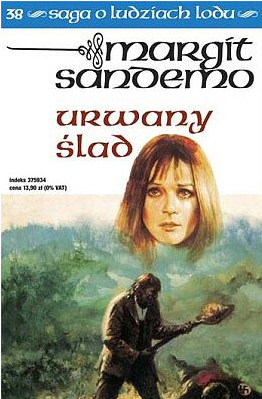 38 saga o ludziach lodu
margit
sandemo
urwany
ślad
indeks 375934
cena 13,90 zł (0% VAT)